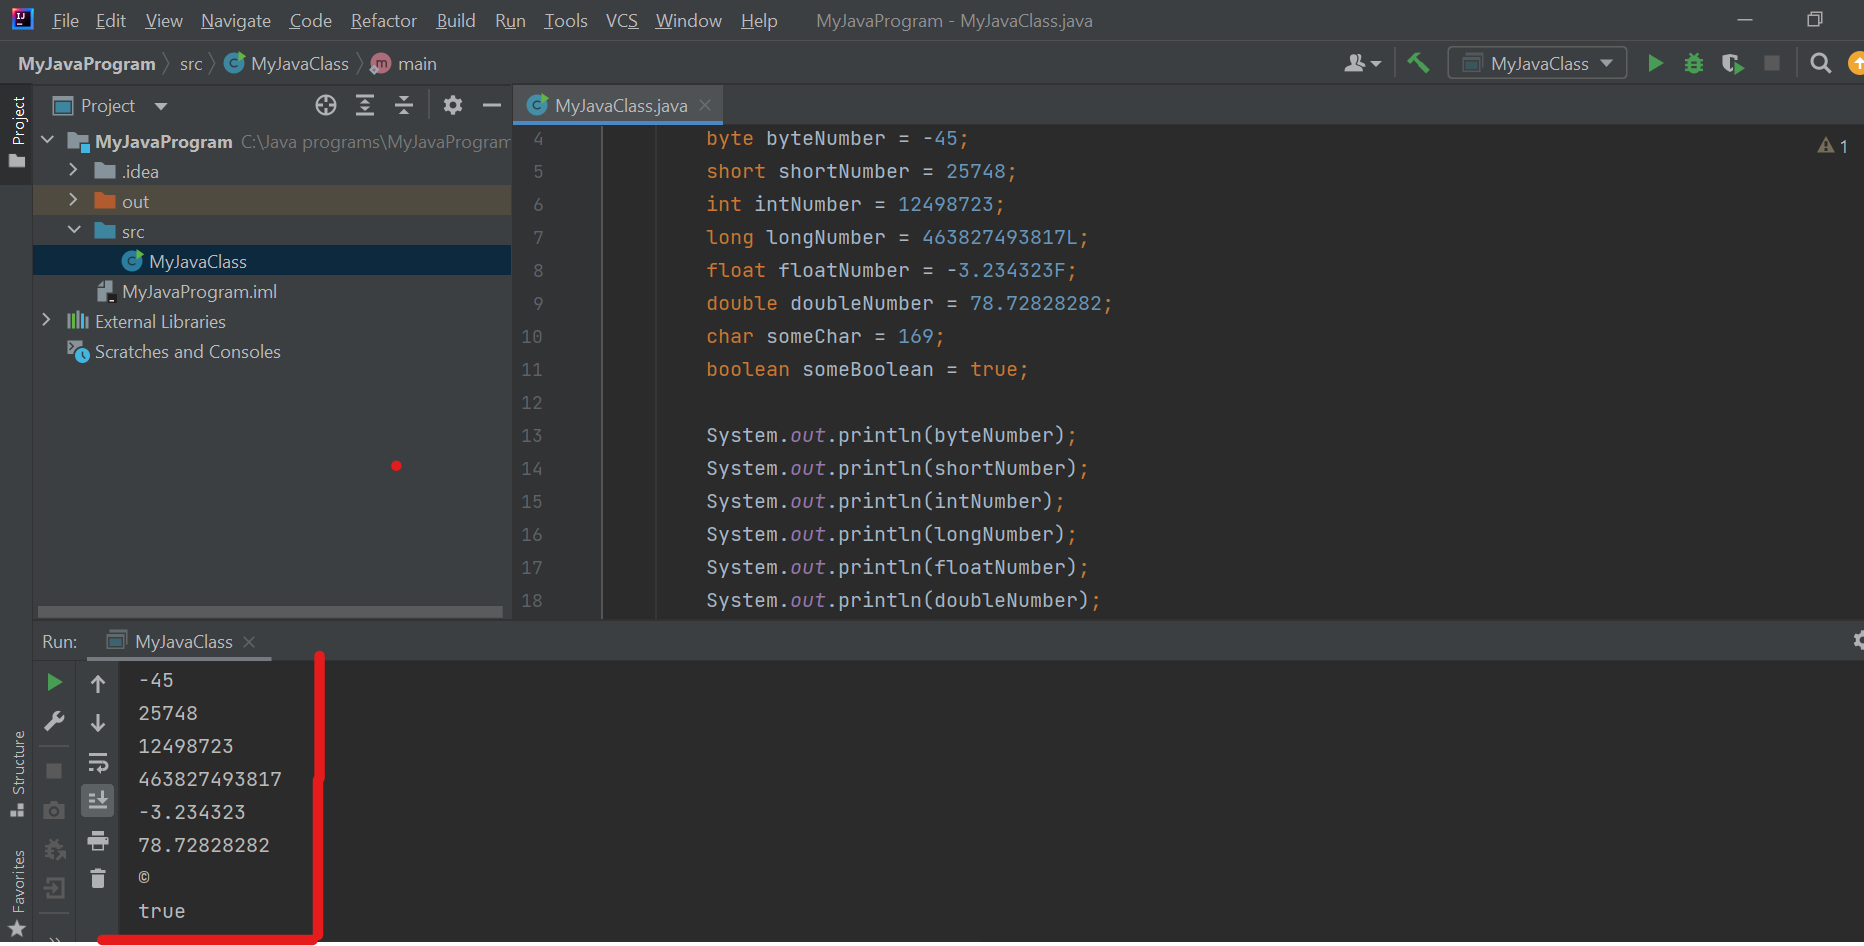 File Edit View Navigate Code Refactor Build Run Tools VCS Window Help MyJavaProgram - MyJavaClass.java
MyJavaProgram src MyJavaClass main MyJavaClass
Project
Project
MyJavaProgram C:\Java programs\MyJavaProgram
.idea
out
src
MyJavaClass
MyJavaProgram.iml
External Libraries
Scratches and Consoles
MyJavaClass.java
1
4 byte byteNumber = -45;
5 short shortNumber = 25748;
6 int intNumber = 12498723;
7 long longNumber = 463827493817L;
8 float floatNumber = -3.234323F;
9 double doubleNumber = 78.72828282;
10 char someChar = 169;
11 boolean someBoolean = true;
12
13 System.out.println(byteNumber);
14 System.out.println(shortNumber);
15 System.out.println(intNumber);
16 System.out.println(longNumber);
17 System.out.println(floatNumber);
18 System.out.println(doubleNumber);
Run: MyJavaClass
-45
25748
12498723
463827493817
-3.234323
78.72828282
©
true
Structure
Favorites